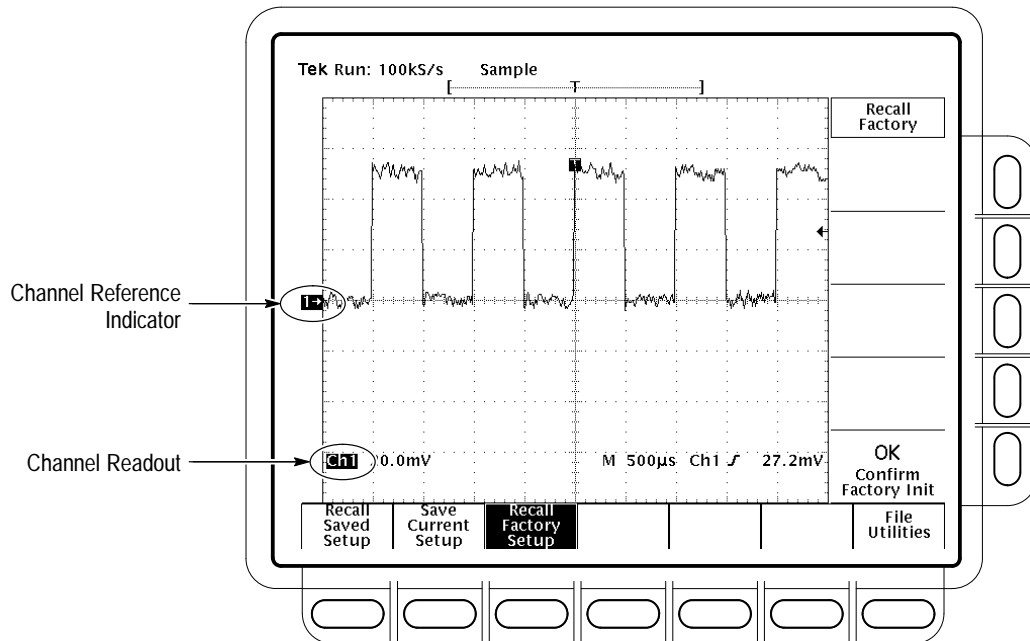 Tek Run: 100kS/s Sample
T
Recall
Factory
T
Channel Reference
Indicator
1→
Channel Readout
Ch1 0.0mV M 500µs Ch1 27.2mV
OK
Confirm
Factory Init
Recall
Saved
Setup
Save
Current
Setup
Recall
Factory
Setup
File
Utilities